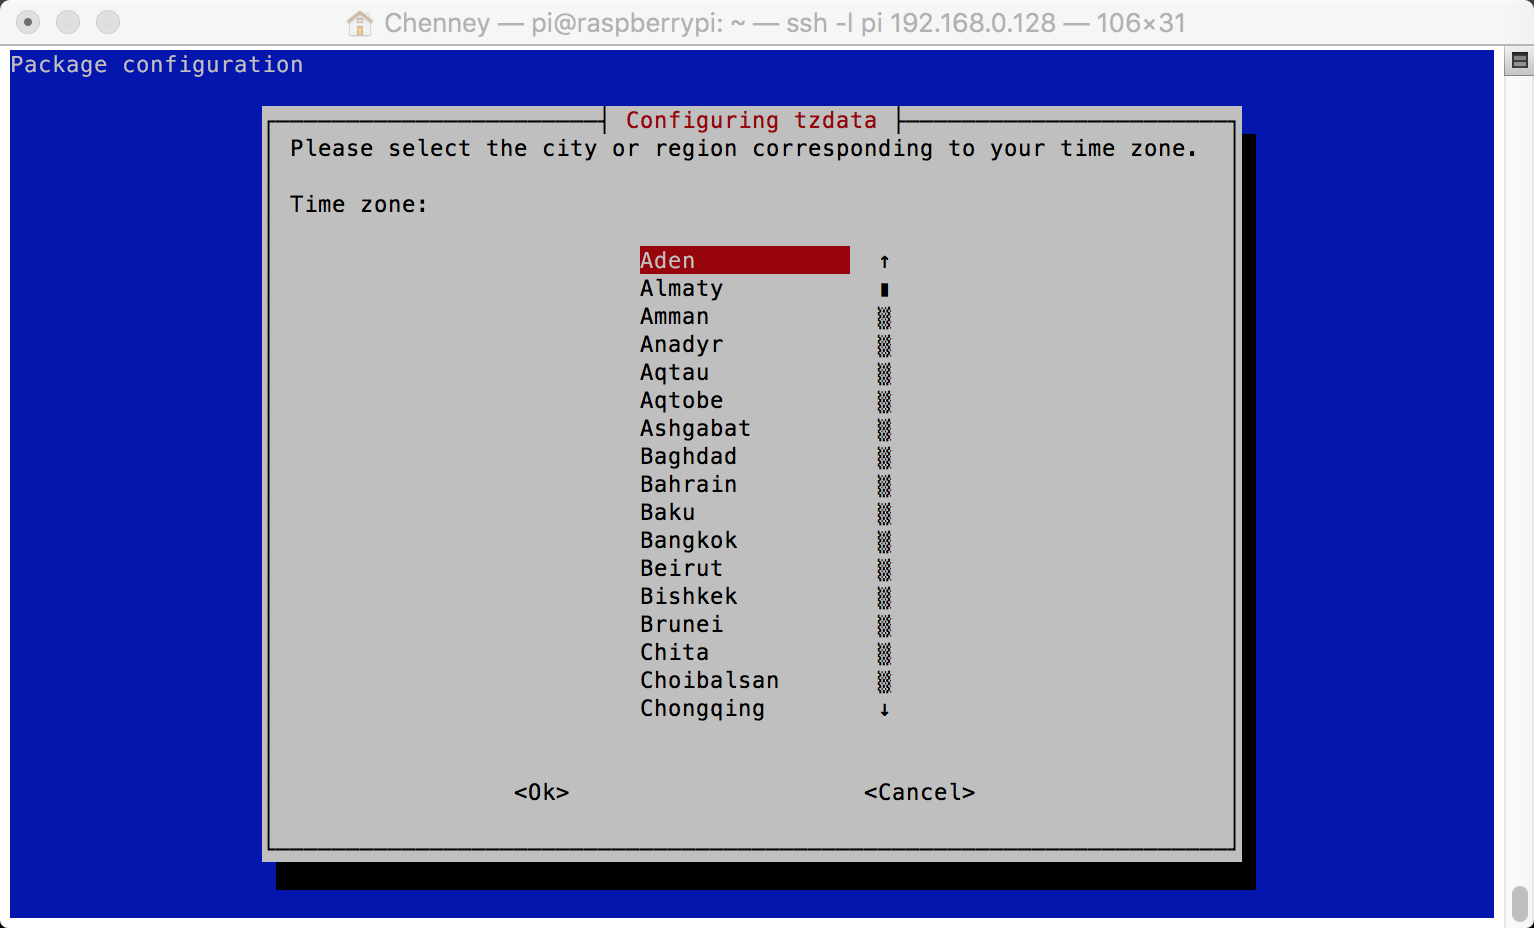 Chenney — pi@raspberrypi: ~ — ssh -l pi 192.168.0.128 — 106×31
Package configuration
Configuring tzdata
Please select the city or region corresponding to your time zone.
Time zone:
Aden
Almaty
Amman
Anadyr
Aqtau
Aqtobe
Ashgabat
Baghdad
Bahrain
Baku
Bangkok
Beirut
Bishkek
Brunei
Chita
Choibalsan
Chongqing
<Ok> <Cancel>